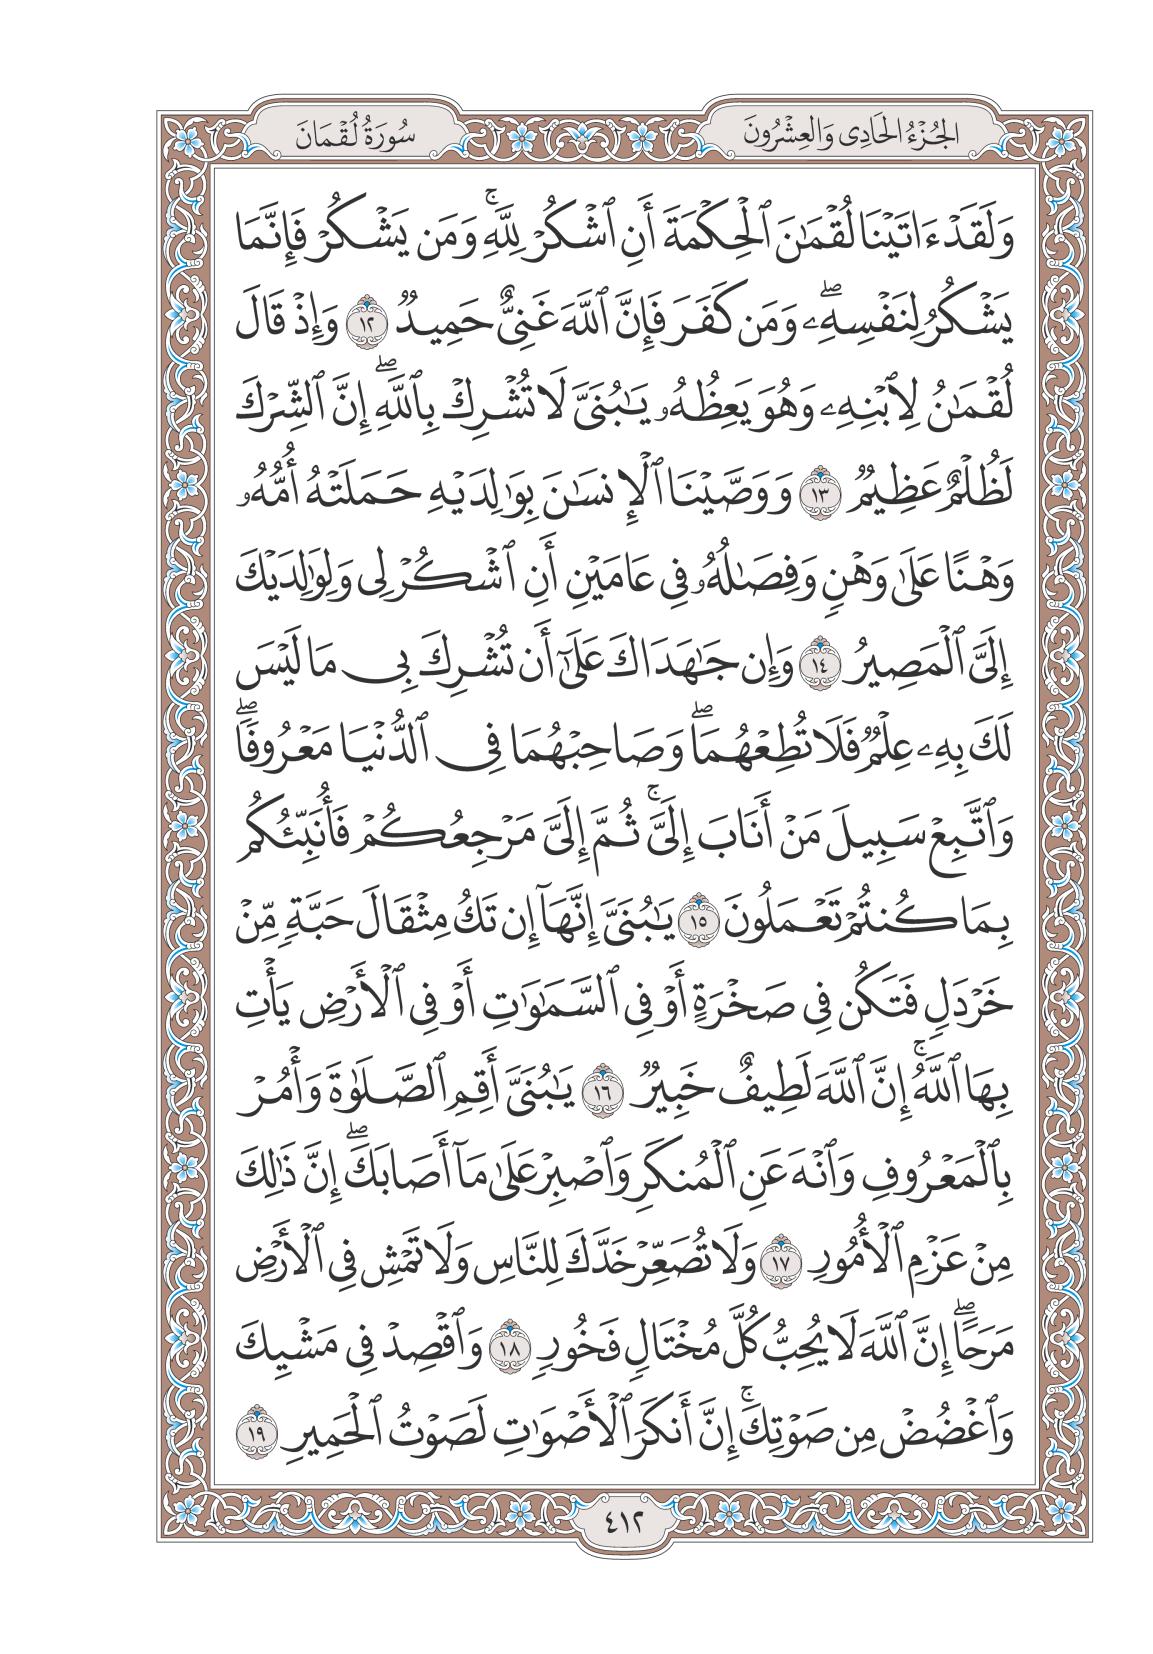 الجُزْءُ الحَادِى وَالعِشْرُونَ
سُورَةُ لُقْمَانَ
وَلَقَدْ ءَاتَيْنَا لُقْمَٰنَ ٱلْحِكْمَةَ أَنِ ٱشْكُرْ لِلَّهِۚ وَمَن يَشْكُرْ فَإِنَّمَا
يَشْكُرُ لِنَفْسِهِۦۖ وَمَن كَفَرَ فَإِنَّ ٱللَّهَ غَنِىٌّ حَمِيدٌ ١٢ وَإِذْ قَالَ
لُقْمَٰنُ لِٱبْنِهِۦ وَهُوَ يَعِظُهُۥ يَٰبُنَىَّ لَا تُشْرِكْ بِٱللَّهِۖ إِنَّ ٱلشِّرْكَ
لَظُلْمٌ عَظِيمٌ ١٣ وَوَصَّيْنَا ٱلْإِنسَٰنَ بِوَٰلِدَيْهِ حَمَلَتْهُ أُمُّهُۥ
وَهْنًا عَلَىٰ وَهْنٍ وَفِصَٰلُهُۥ فِى عَامَيْنِ أَنِ ٱشْكُرْ لِى وَلِوَٰلِدَيْكَ
إِلَىَّ ٱلْمَصِيرُ ١٤ وَإِن جَٰهَدَاكَ عَلَىٰٓ أَن تُشْرِكَ بِى مَا لَيْسَ
لَكَ بِهِۦ عِلْمٌ فَلَا تُطِعْهُمَاۖ وَصَاحِبْهُمَا فِى ٱلدُّنْيَا مَعْرُوفًاۖ
وَٱتَّبِعْ سَبِيلَ مَنْ أَنَابَ إِلَىَّۚ ثُمَّ إِلَىَّ مَرْجِعُكُمْ فَأُنَبِّئُكُم
بِمَا كُنتُمْ تَعْمَلُونَ ١٥ يَٰبُنَىَّ إِنَّهَآ إِن تَكُ مِثْقَالَ حَبَّةٍ مِّنْ
خَرْدَلٍ فَتَكُن فِى صَخْرَةٍ أَوْ فِى ٱلسَّمَٰوَٰتِ أَوْ فِى ٱلْأَرْضِ يَأْتِ
بِهَا ٱللَّهُۚ إِنَّ ٱللَّهَ لَطِيفٌ خَبِيرٌ ١٦ يَٰبُنَىَّ أَقِمِ ٱلصَّلَوٰةَ وَأْمُرْ
بِٱلْمَعْرُوفِ وَٱنْهَ عَنِ ٱلْمُنكَرِ وَٱصْبِرْ عَلَىٰ مَآ أَصَابَكَۖ إِنَّ ذَٰلِكَ
مِنْ عَزْمِ ٱلْأُمُورِ ١٧ وَلَا تُصَعِّرْ خَدَّكَ لِلنَّاسِ وَلَا تَمْشِ فِى ٱلْأَرْضِ
مَرَحًاۖ إِنَّ ٱللَّهَ لَا يُحِبُّ كُلَّ مُخْتَالٍ فَخُورٍ ١٨ وَٱقْصِدْ فِى مَشْيِكَ
وَٱغْضُضْ مِن صَوْتِكَۚ إِنَّ أَنكَرَ ٱلْأَصْوَٰتِ لَصَوْتُ ٱلْحَمِيرِ ١٩
٤١٢